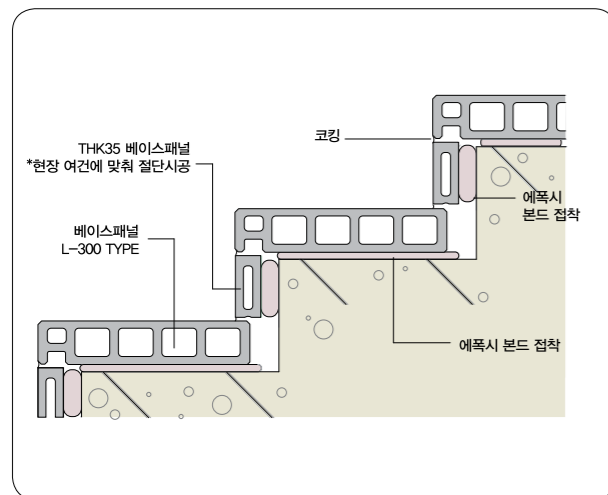 코킹
THK35 베이스패널
*현장 여건에 맞춰 절단시공
에폭시
본드 접착
베이스패널
L-300 TYPE
에폭시 본드 접착